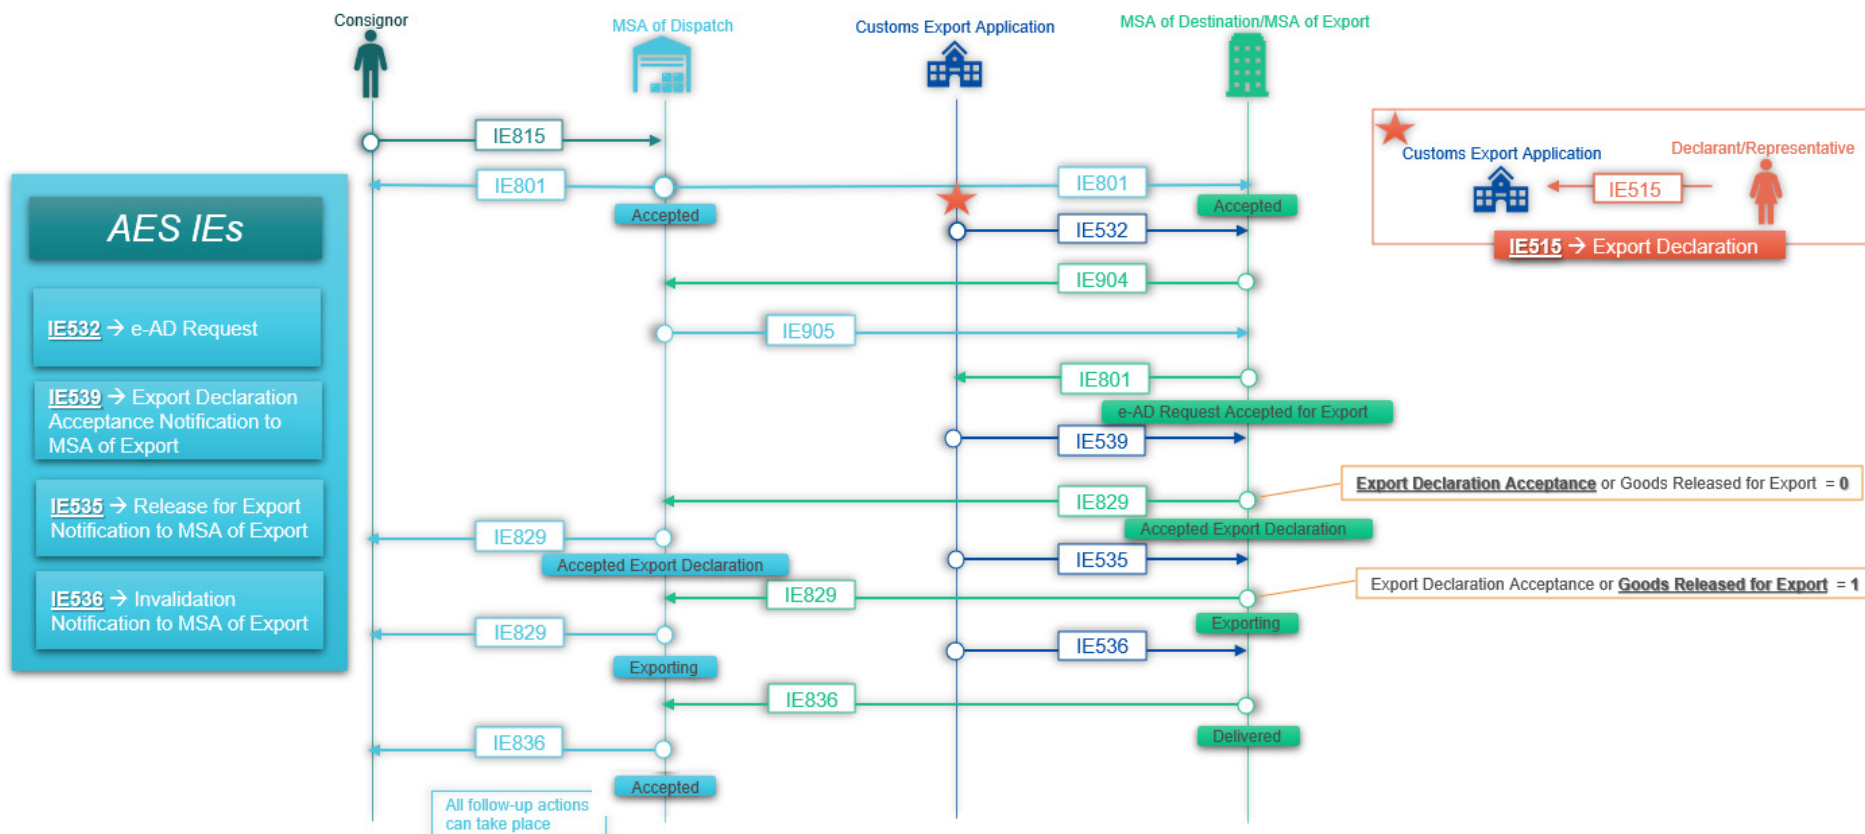 Consignor
MSA of Dispatch
Customs Export Application
MSA of Destination/MSA of Export
IE815
IE801
IE801
Accepted
Accepted
IE532
IE904
IE905
IE801
e-AD Request Accepted for Export
IE539
IE829
Accepted Export Declaration
IE829
Accepted Export Declaration
IE535
IE829
Exporting
IE829
Exporting
IE536
IE836
Delivered
IE836
Accepted
All follow-up actions
can take place
AES IEs
IE532 → e-AD Request
IE539 → Export Declaration
Acceptance Notification to
MSA of Export
IE535 → Release for Export
Notification to MSA of Export
IE536 → Invalidation
Notification to MSA of Export
Customs Export Application
Declarant/Representative
IE515
IE515 → Export Declaration
Export Declaration Acceptance or Goods Released for Export = 0
Export Declaration Acceptance or Goods Released for Export = 1